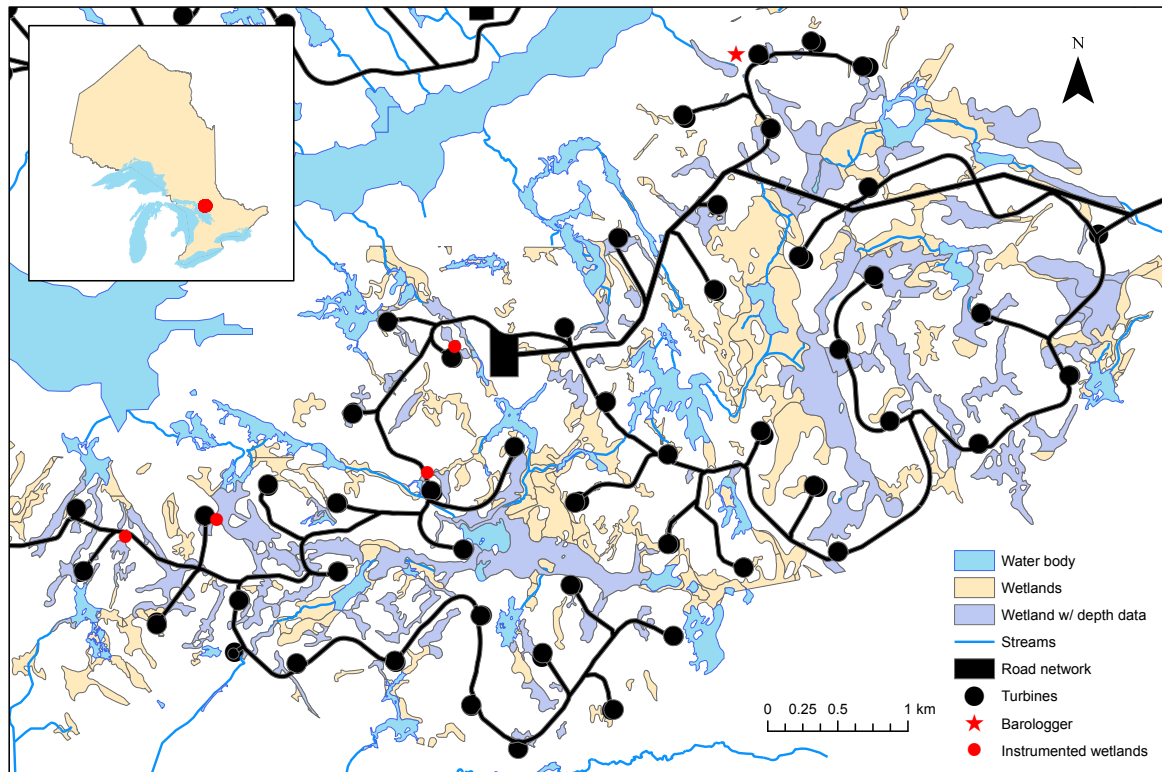 N
Water body
Wetlands
Wetland w/ depth data
Streams
Road network
Turbines
Barologger
Instrumented wetlands
0 0.25 0.5 1 km